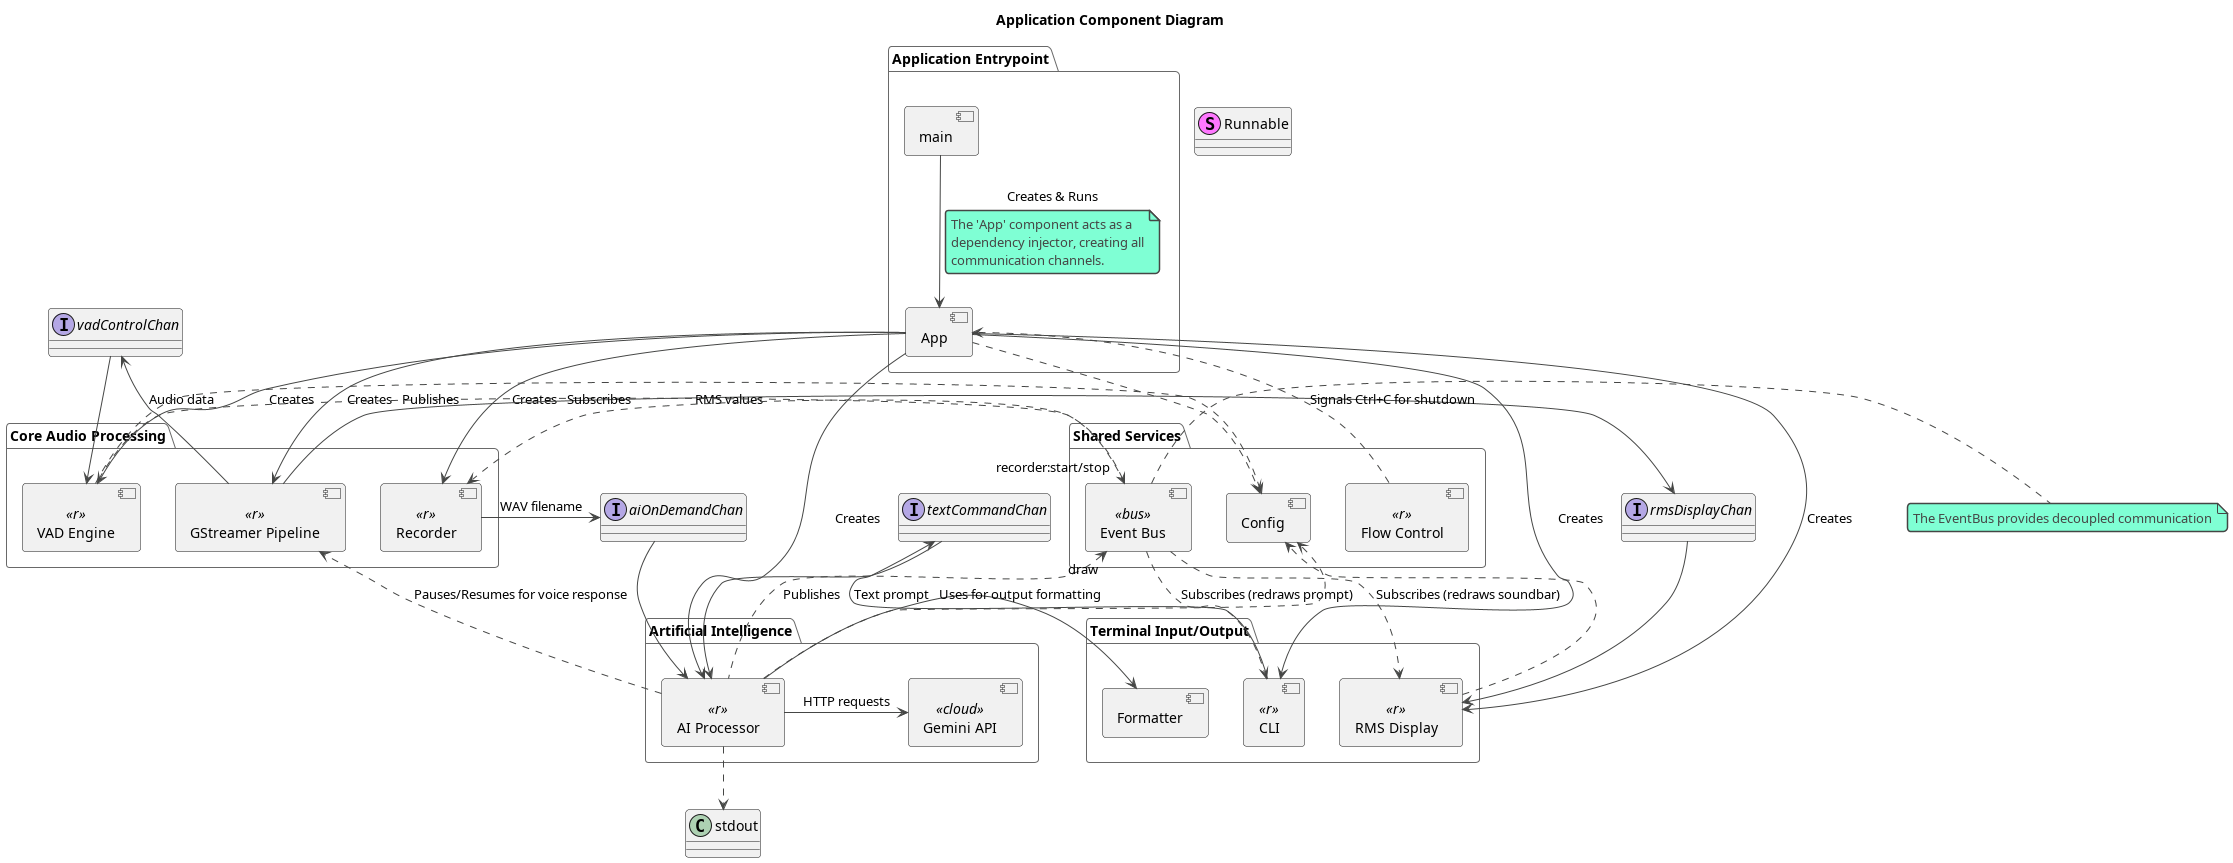 Application Component Diagram
Application Entrypoint
main
S Runnable
Creates & Runs
The 'App' component acts as a
dependency injector, creating all
communication channels.
I vadControlChan
App
Audio data
Creates
Creates
Publishes
Creates
Subscribes
RMS values
Signals Ctrl+C for shutdown
Core Audio Processing
Shared Services
recorder:start/stop
«r»
VAD Engine
«r»
GStreamer Pipeline
«r»
Recorder
WAV filename
I aiOnDemandChan
I textCommandChan
«bus»
Event Bus
Config
«r»
Flow Control
I rmsDisplayChan
The EventBus provides decoupled communication
Creates
Creates
Creates
draw
Pauses/Resumes for voice response
Publishes
Text prompt
Uses for output formatting
Subscribes (redraws prompt)
Subscribes (redraws soundbar)
Artificial Intelligence
Terminal Input/Output
«r»
AI Processor
HTTP requests
«cloud»
Gemini API
Formatter
«r»
CLI
«r»
RMS Display
C stdout